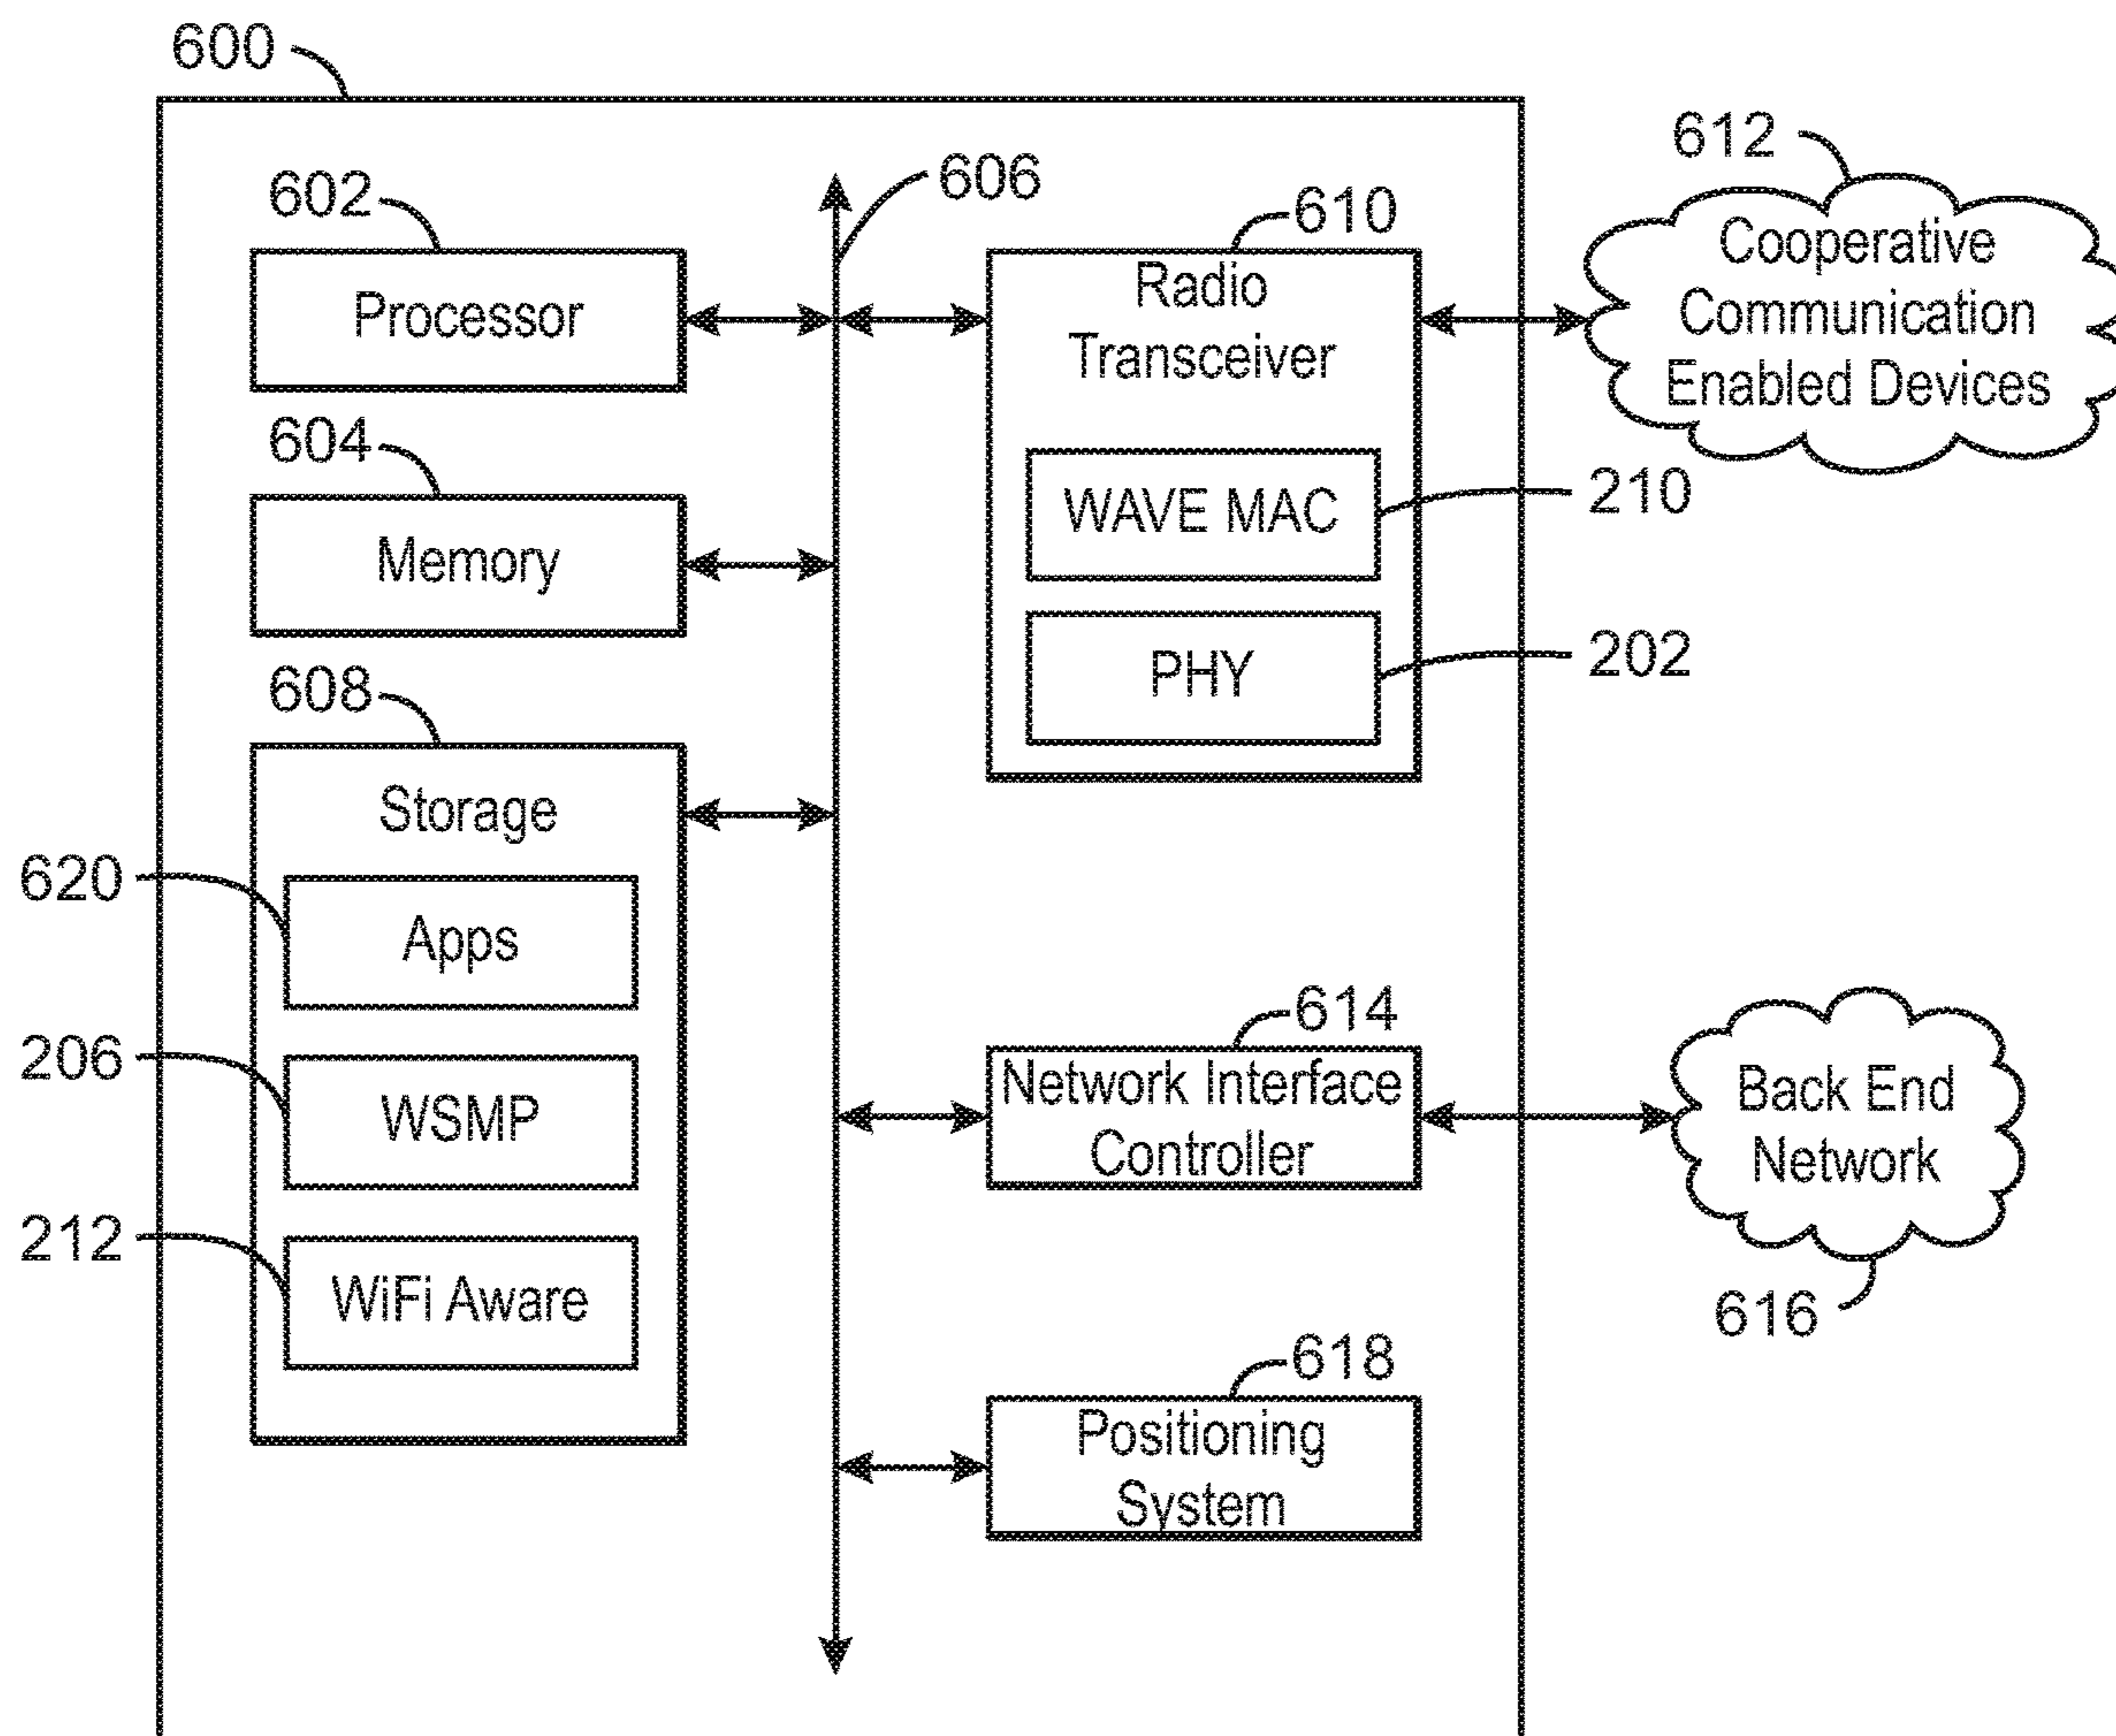 600
612
602
606
610
Processor
Radio
Transceiver
Cooperative
Communication
Enabled Devices
604
Memory
WAVE MAC
210
PHY
202
608
Storage
620
Apps
206
WSMP
212
WiFi Aware
614
Network Interface
Controller
Back End
Network
616
618
Positioning
System